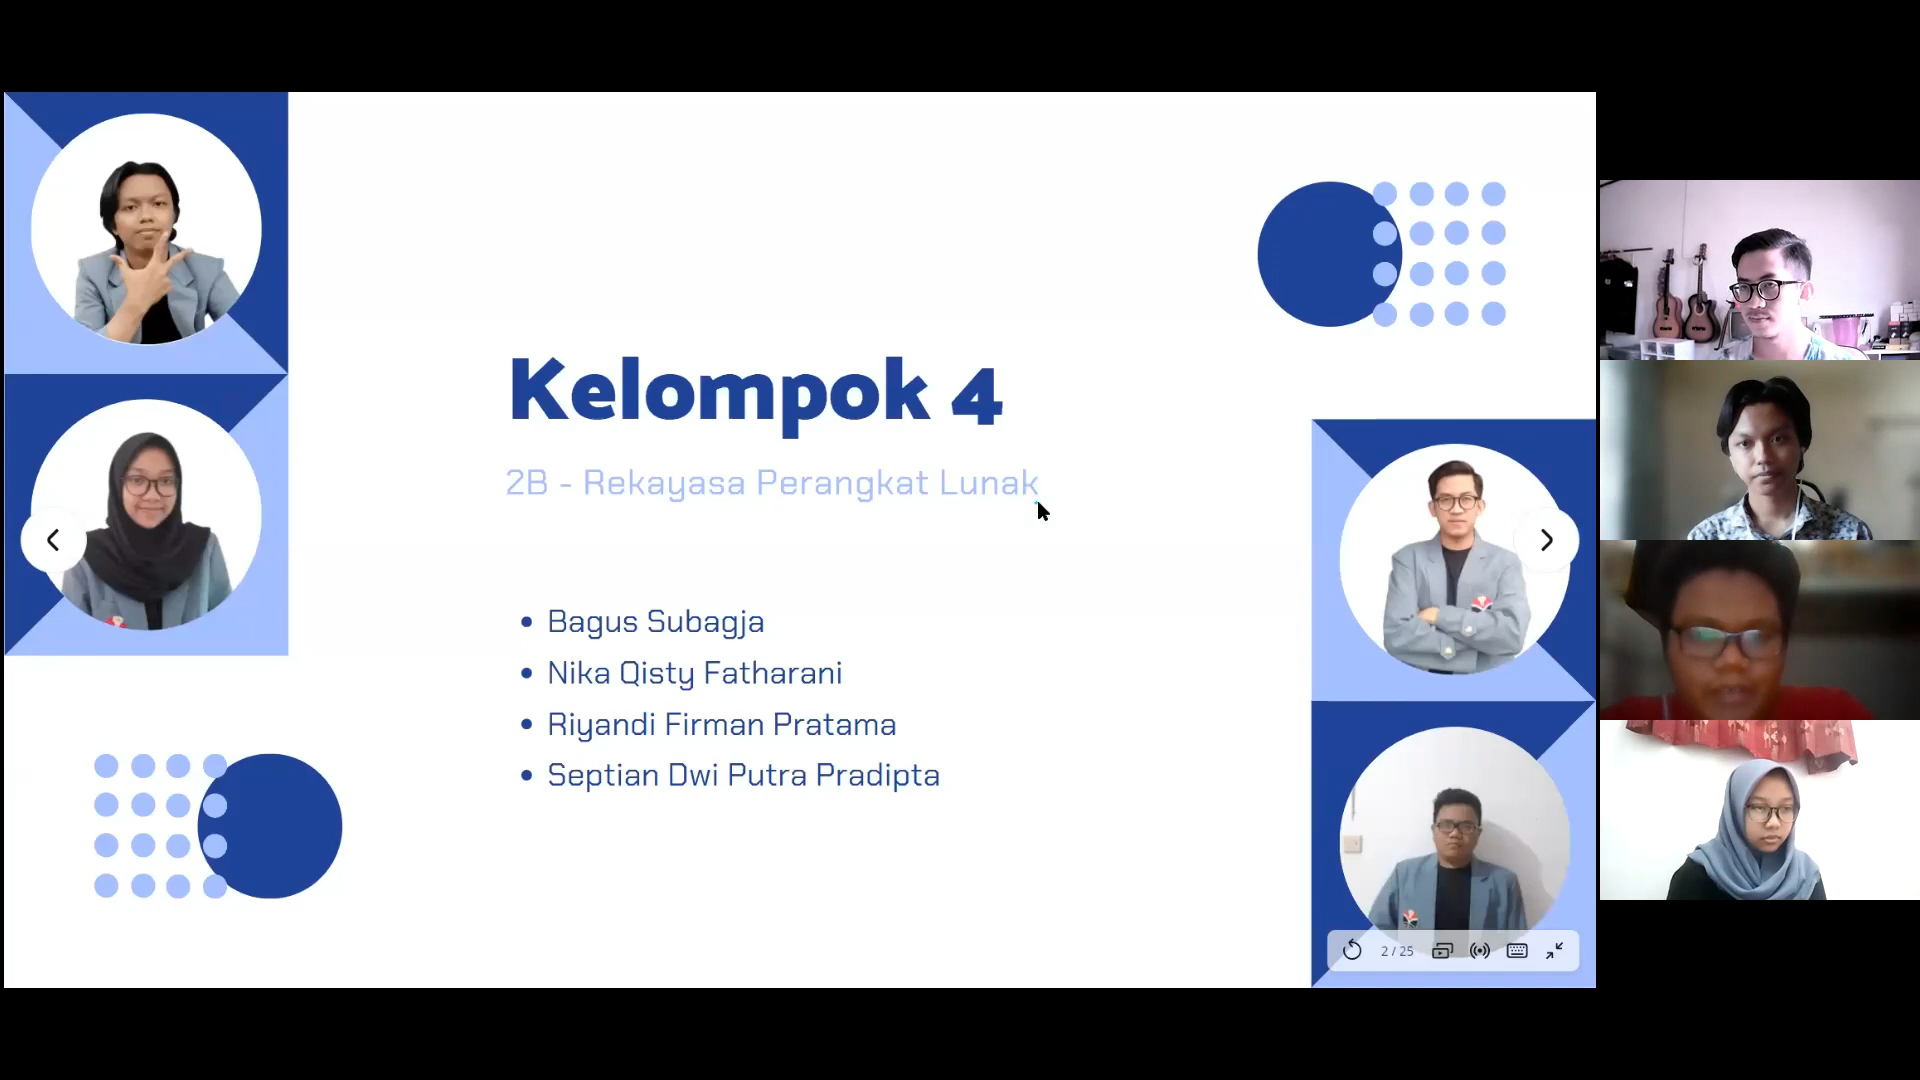 Kelompok 4
2B - Rekayasa Perangkat Lunak
Bagus Subagja
Nika Qisty Fatharani
Riyandi Firman Pratama
Septian Dwi Putra Pradipta
2 / 25